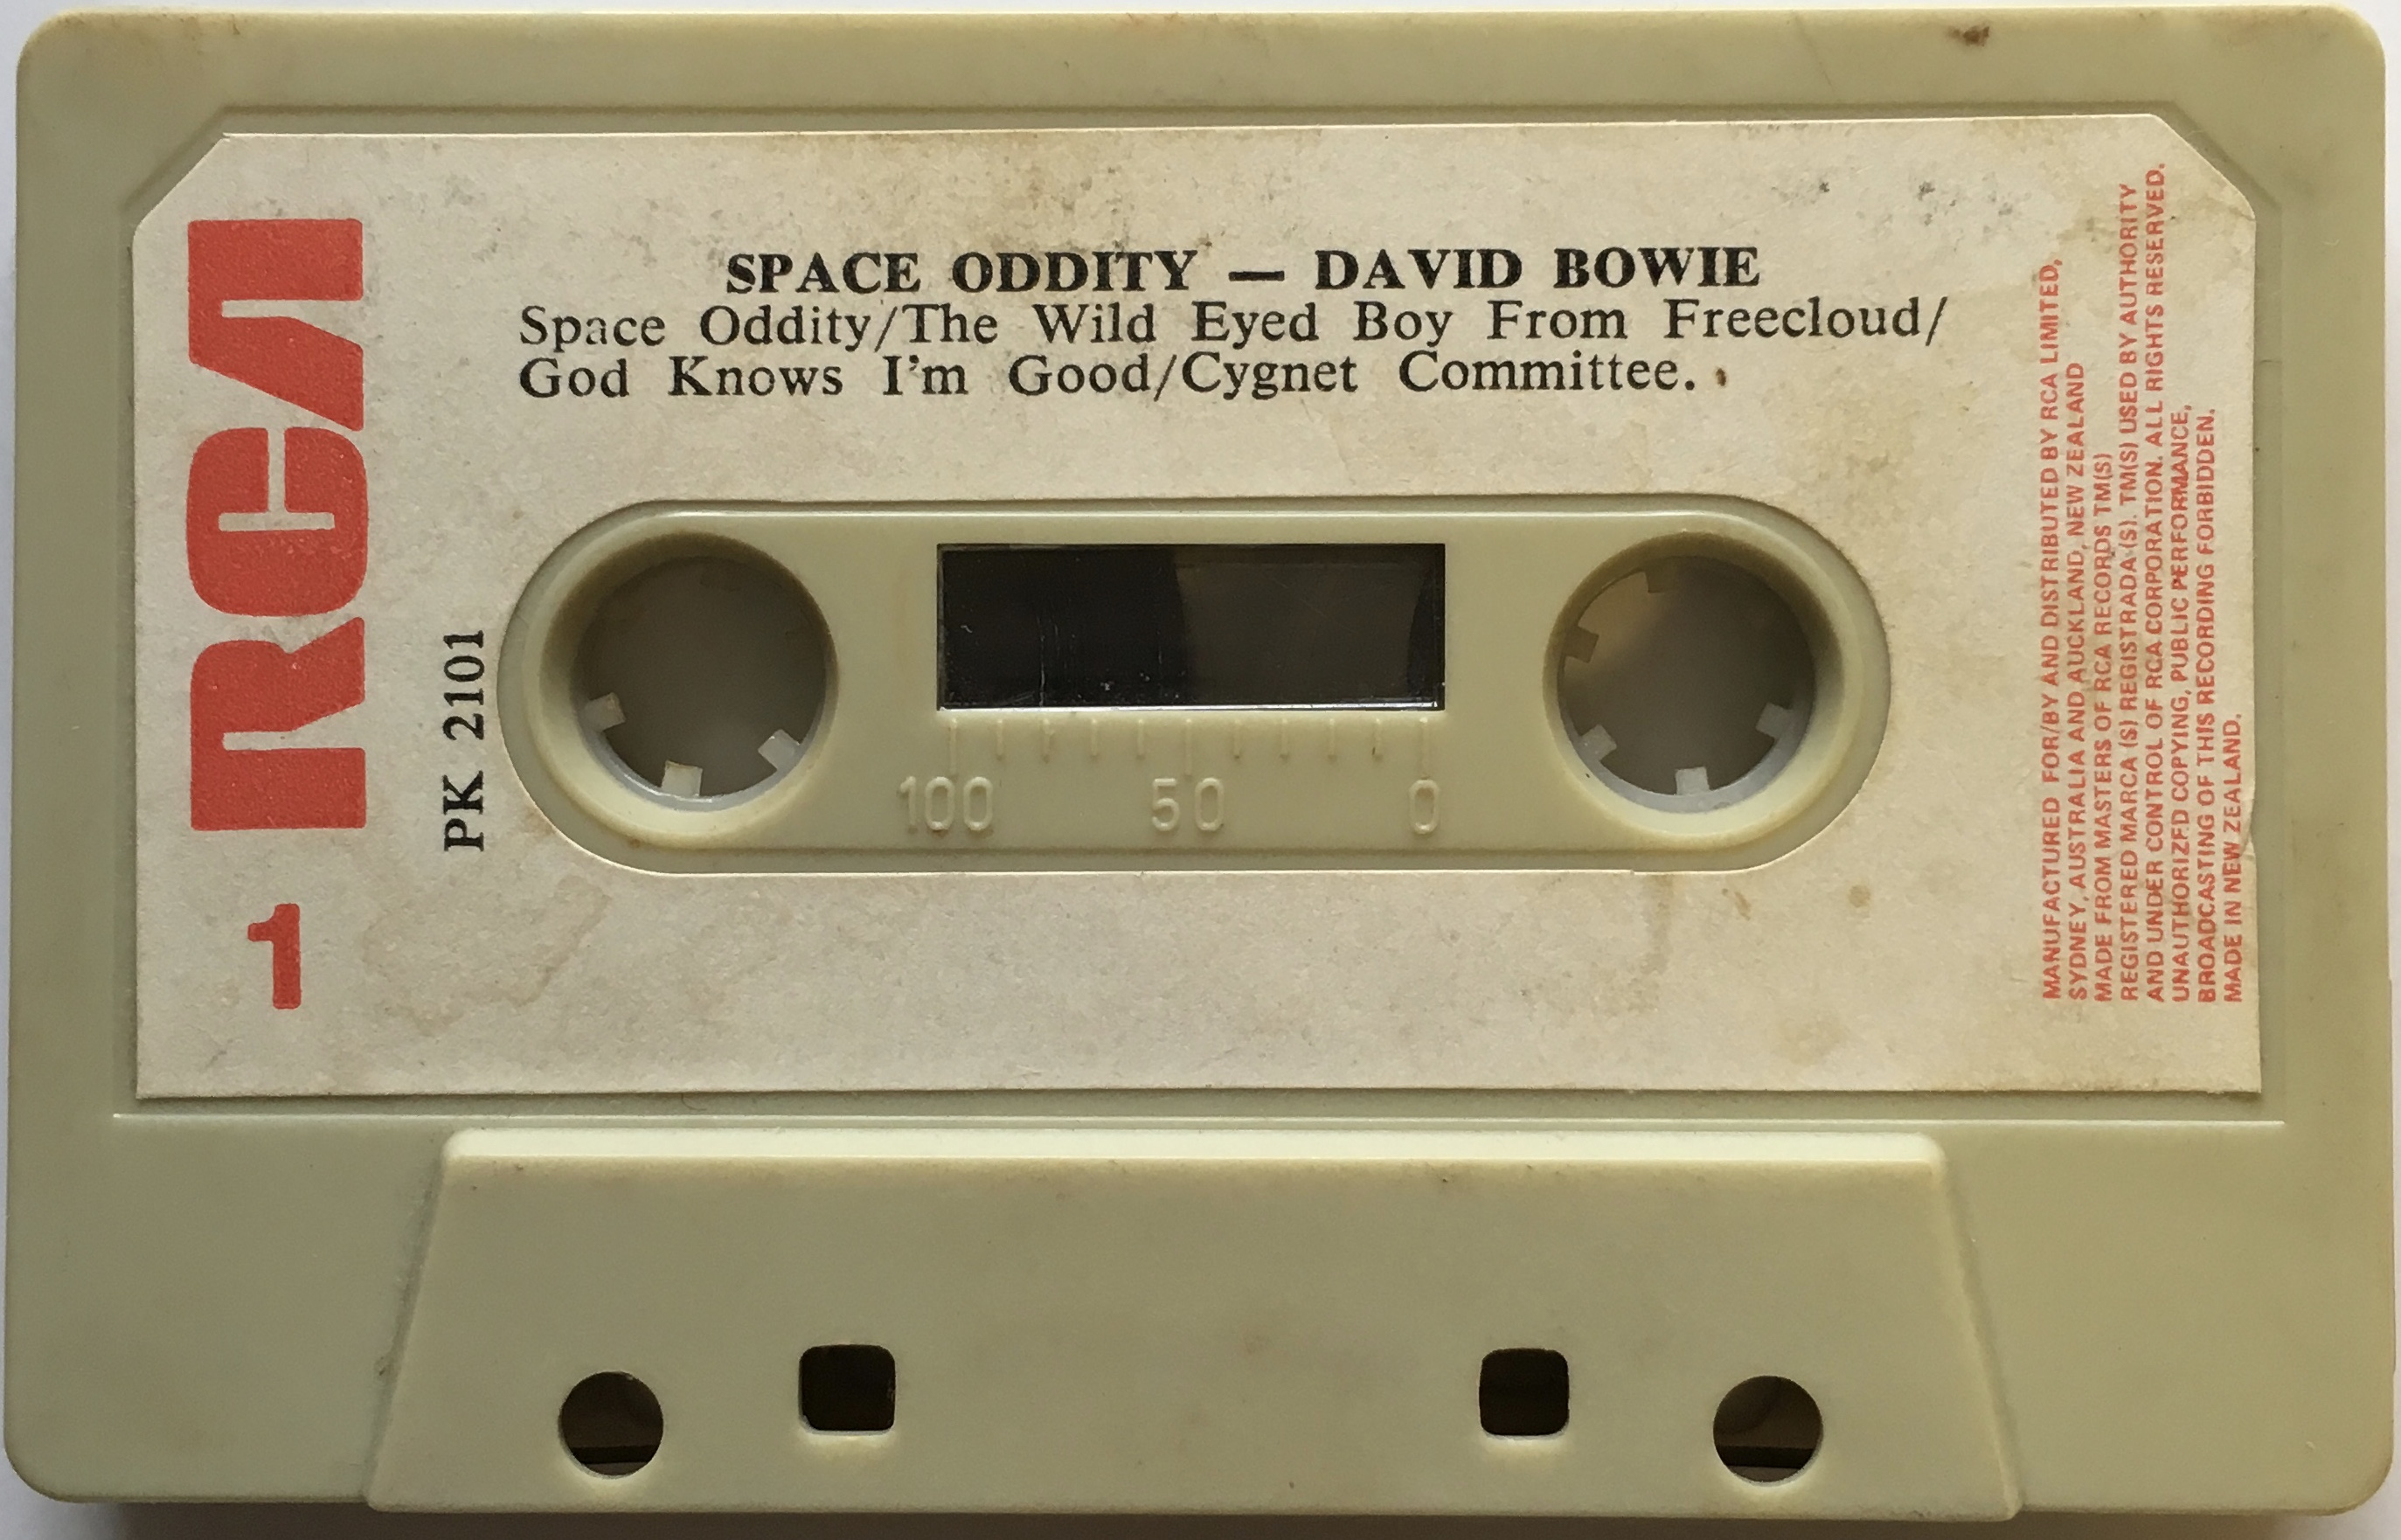 SPACE ODDITY — DAVID BOWIE
Space Oddity/The Wild Eyed Boy From Freecloud/
God Knows I'm Good/Cygnet Committee.
RCA
1
PK 2101
100 50 0
MANUFACTURED FOR/BY AND DISTRIBUTED BY RCA LIMITED,
SYDNEY, AUSTRALIA AND AUCKLAND, NEW ZEALAND
MADE FROM MASTERS OF RCA RECORDS TM(S)
REGISTERED MARCA (S) REGISTRADA (S). TM(S) USED BY AUTHORITY
AND UNDER CONTROL OF RCA CORPORATION. ALL RIGHTS RESERVED.
UNAUTHORIZED COPYING, PUBLIC PERFORMANCE,
BROADCASTING OF THIS RECORDING FORBIDDEN.
MADE IN NEW ZEALAND.